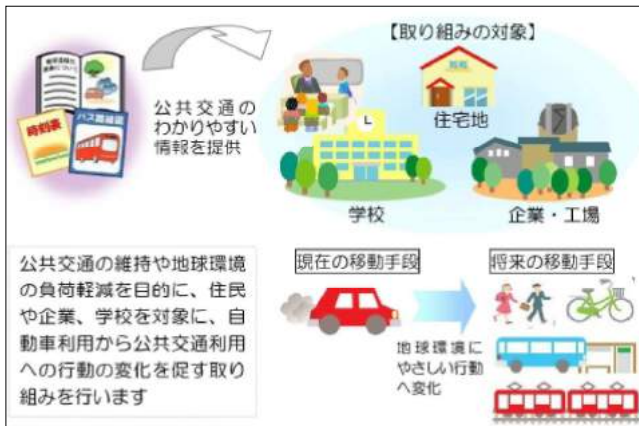 【取り組みの対象】
時刻表
バス路線図
公共交通の
わかりやすい
情報を提供
住宅地
学校
企業・工場
公共交通の維持や地球環境
の負荷軽減を目的に、住民
や企業、学校を対象に、自
動車利用から公共交通利用
への行動の変化を促す取り
組みを行います
現在の移動手段
将来の移動手段
地球環境に
やさしい行動
へ変化